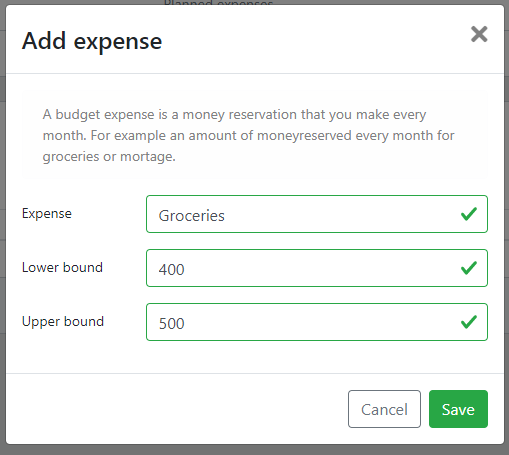 Planned expenses
Add expense
A budget expense is a money reservation that you make every
month. For example an amount of moneyreserved every month for
groceries or mortage.
Expense
Groceries
Lower bound
400
Upper bound
500
Cancel
Save